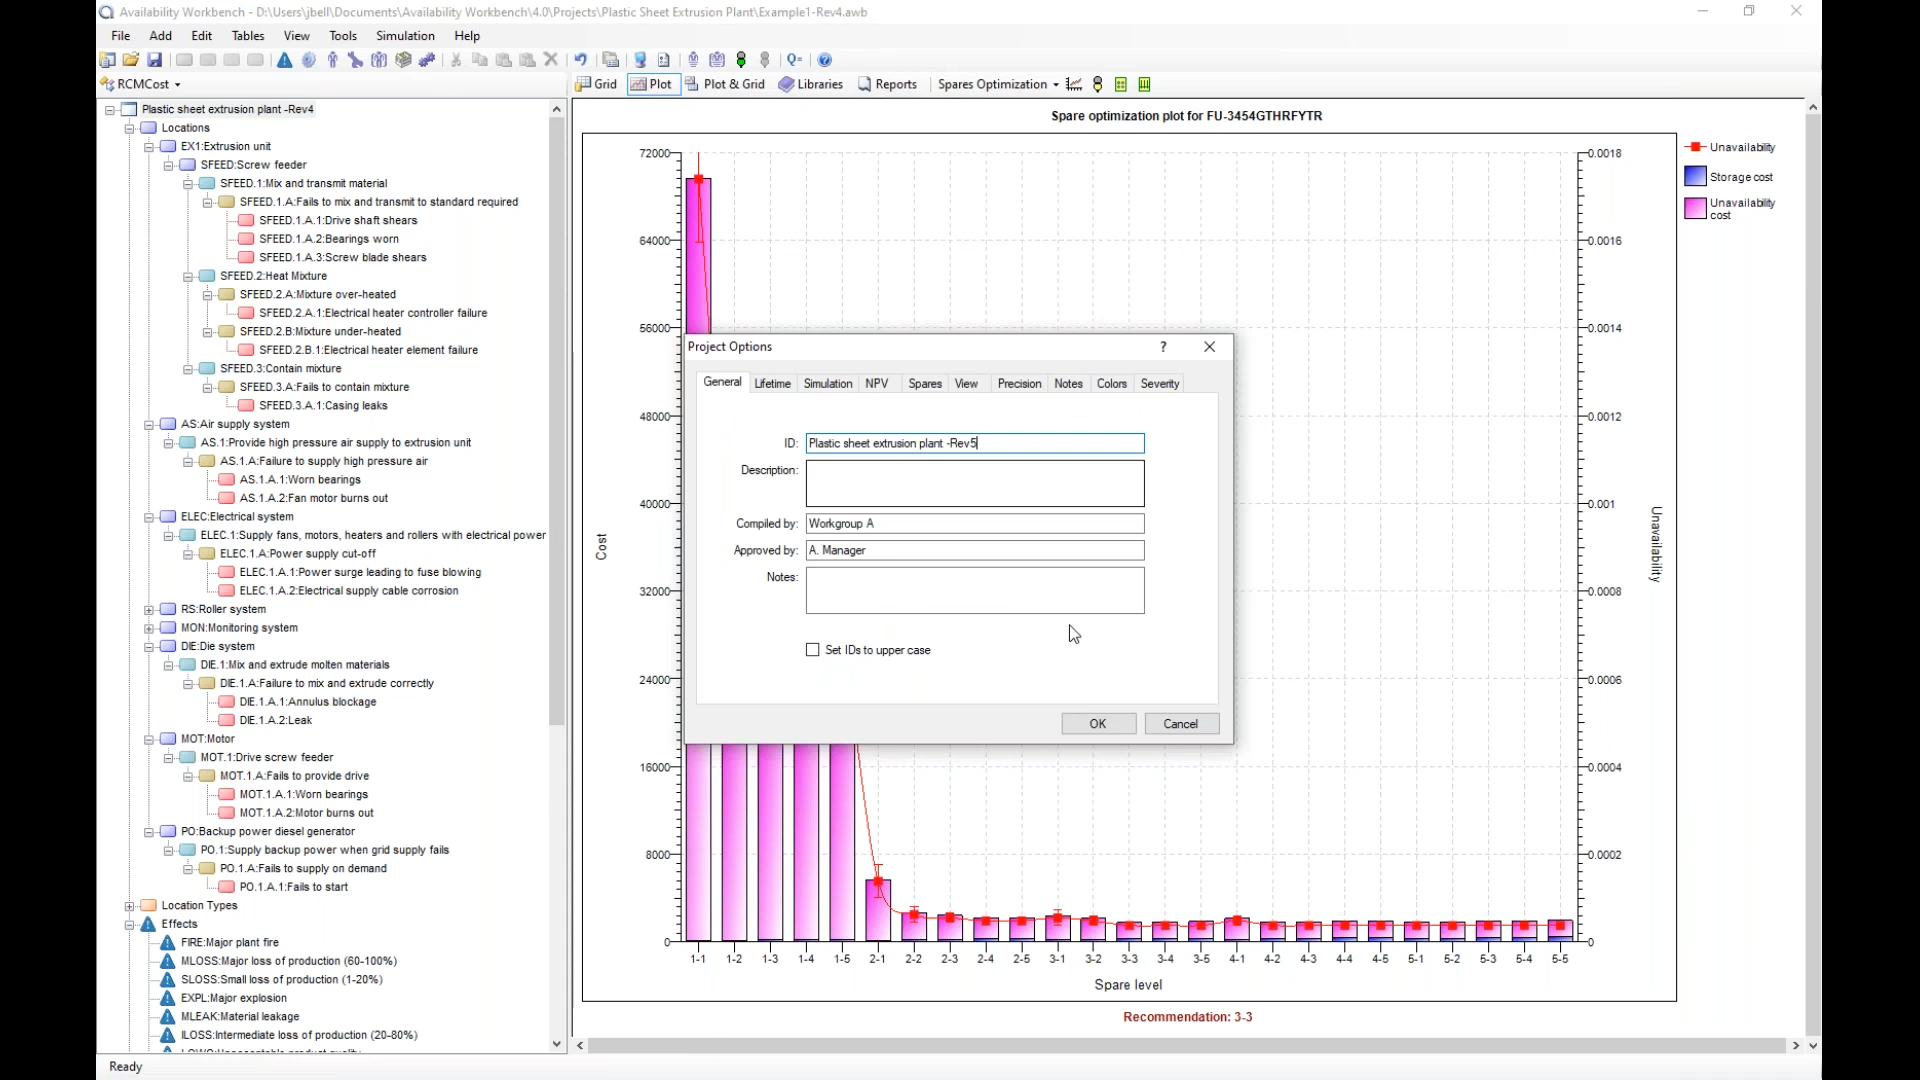 Availability Workbench - D:\Users\jbell\Documents\Availability Workbench\4.0\Projects\Plastic Sheet Extrusion Plant\Example1-Rev4.awb
File Add Edit Tables View Tools Simulation Help
RCMCost
Grid Plot Plot & Grid Libraries Reports Spares Optimization
Plastic sheet extrusion plant -Rev4
Locations
EX1:Extrusion unit
SFEED:Screw feeder
SFEED.1:Mix and transmit material
SFEED.1.A:Fails to mix and transmit to standard required
SFEED.1.A.1:Drive shaft shears
SFEED.1.A.2:Bearings worn
SFEED.1.A.3:Screw blade shears
SFEED.2:Heat Mixture
SFEED.2.A:Mixture over-heated
SFEED.2.A.1:Electrical heater controller failure
SFEED.2.B:Mixture under-heated
SFEED.2.B.1:Electrical heater element failure
SFEED.3:Contain mixture
SFEED.3.A:Fails to contain mixture
SFEED.3.A.1:Casing leaks
AS:Air supply system
AS.1:Provide high pressure air supply to extrusion unit
AS.1.A:Failure to supply high pressure air
AS.1.A.1:Worn bearings
AS.1.A.2:Fan motor burns out
ELEC:Electrical system
ELEC.1:Supply fans, motors, heaters and rollers with electrical power
ELEC.1.A:Power supply cut-off
ELEC.1.A.1:Power surge leading to fuse blowing
ELEC.1.A.2:Electrical supply cable corrosion
RS:Roller system
MON:Monitoring system
DIE:Die system
DIE.1:Mix and extrude molten materials
DIE.1.A:Failure to mix and extrude correctly
DIE.1.A.1:Annulus blockage
DIE.1.A.2:Leak
MOT:Motor
MOT.1:Drive screw feeder
MOT.1.A:Fails to provide drive
MOT.1.A.1:Worn bearings
MOT.1.A.2:Motor burns out
PO:Backup power diesel generator
PO.1:Supply backup power when grid supply fails
PO.1.A:Fails to supply on demand
PO.1.A.1:Fails to start
Location Types
Effects
FIRE:Major plant fire
MLOSS:Major loss of production (60-100%)
SLOSS:Small loss of production (1-20%)
EXPL:Major explosion
MLEAK:Material leakage
ILOSS:Intermediate loss of production (20-80%)
Ready
Spare optimization plot for FU-3454GTHRFYTR
72000
64000
56000
48000
40000
32000
24000
16000
8000
0
Cost
0.0018
0.0016
0.0014
0.0012
0.001
0.0008
0.0006
0.0004
0.0002
0
Unavailability
Unavailability
Storage cost
Unavailability
cost
1-1 1-2 1-3 1-4 1-5 2-1 2-2 2-3 2-4 2-5 3-1 3-2 3-3 3-4 3-5 4-1 4-2 4-3 4-4 4-5 5-1 5-2 5-3 5-4 5-5
Spare level
Recommendation: 3-3
Project Options
General Lifetime Simulation NPV Spares View Precision Notes Colors Severity
ID: Plastic sheet extrusion plant -Rev5
Description:
Compiled by: Workgroup A
Approved by: A. Manager
Notes:
Set IDs to upper case
OK Cancel